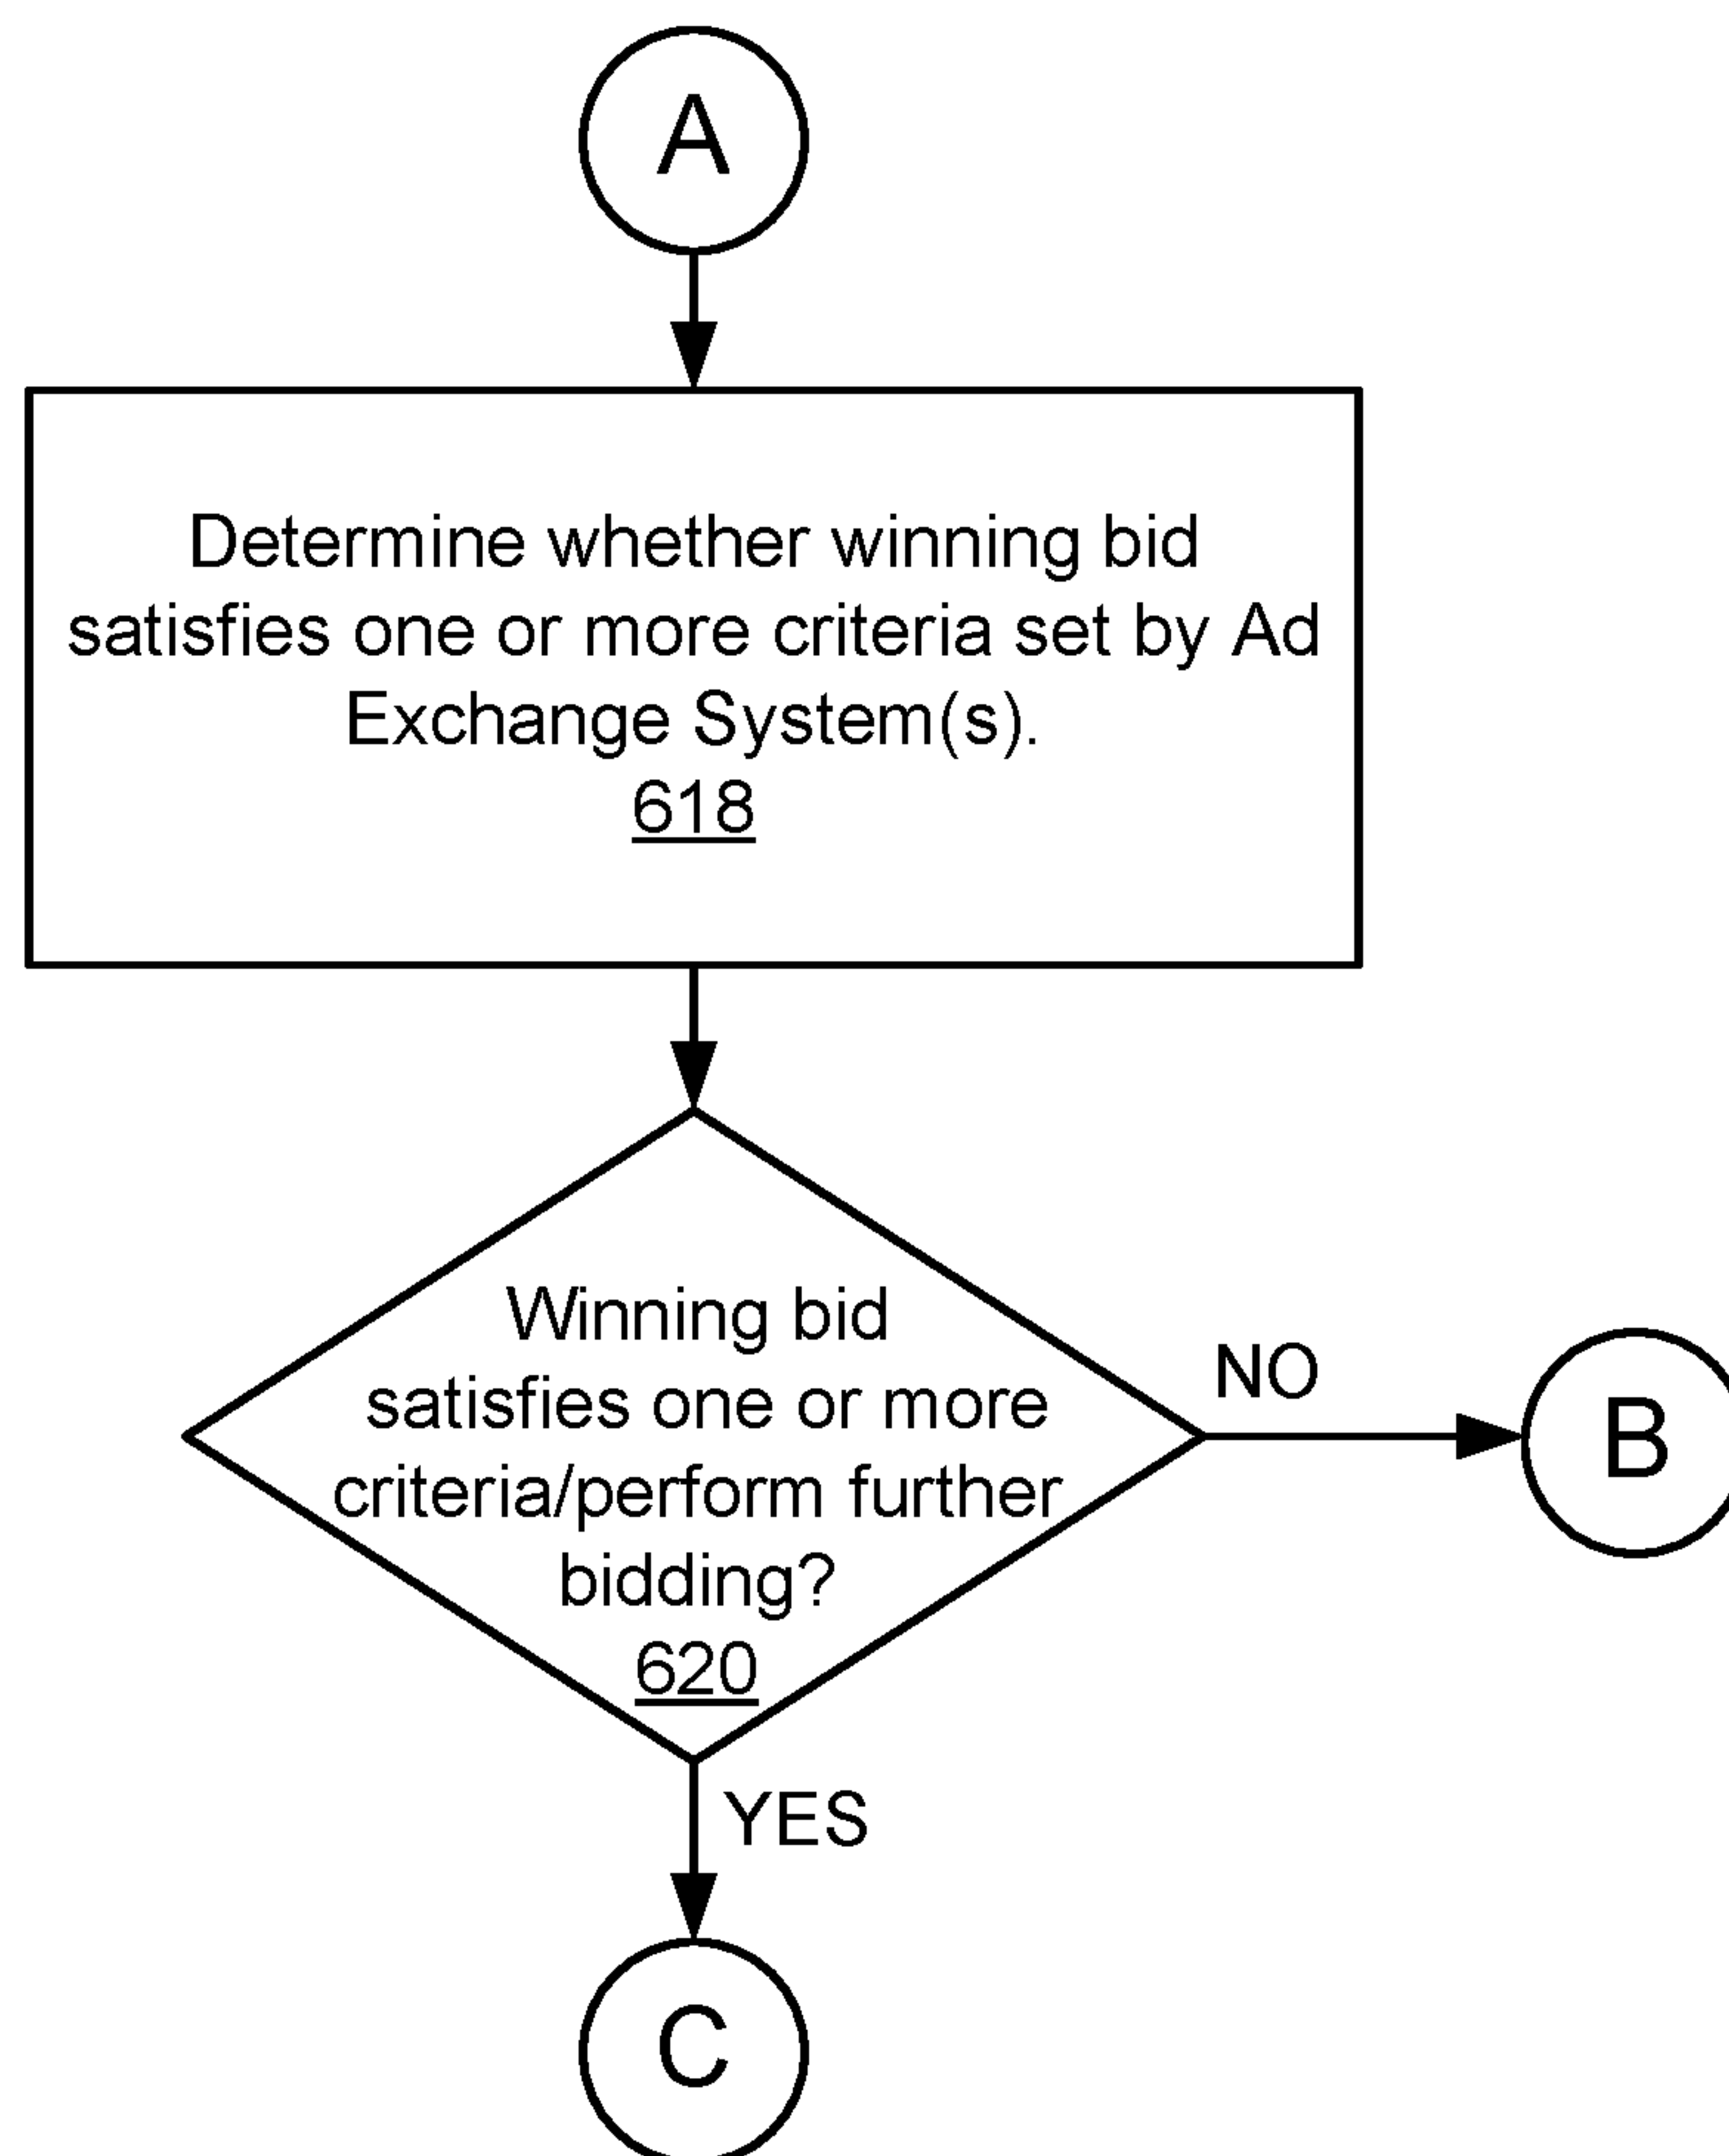 A
Determine whether winning bid
satisfies one or more criteria set by Ad
Exchange System(s).
618
Winning bid
satisfies one or more
criteria/perform further
bidding?
620
NO
B
YES
C